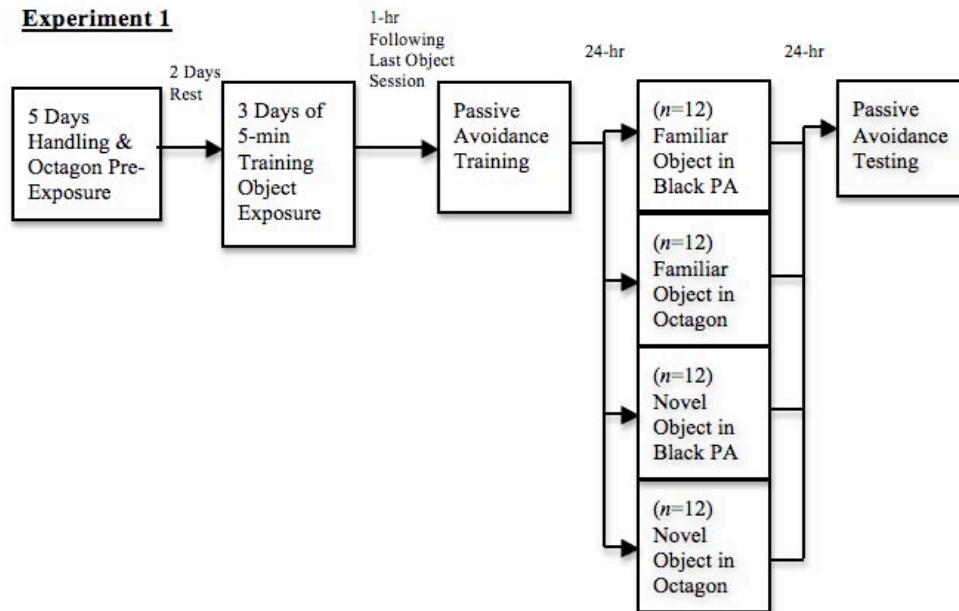 Experiment 1
5 Days
Handling &
Octagon Pre-
Exposure
2 Days
Rest
3 Days of
5-min
Training
Object
Exposure
1-hr
Following
Last Object
Session
Passive
Avoidance
Training
24-hr
(n=12)
Familiar
Object in
Black PA
(n=12)
Familiar
Object in
Octagon
(n=12)
Novel
Object in
Black PA
(n=12)
Novel
Object in
Octagon
24-hr
Passive
Avoidance
Testing